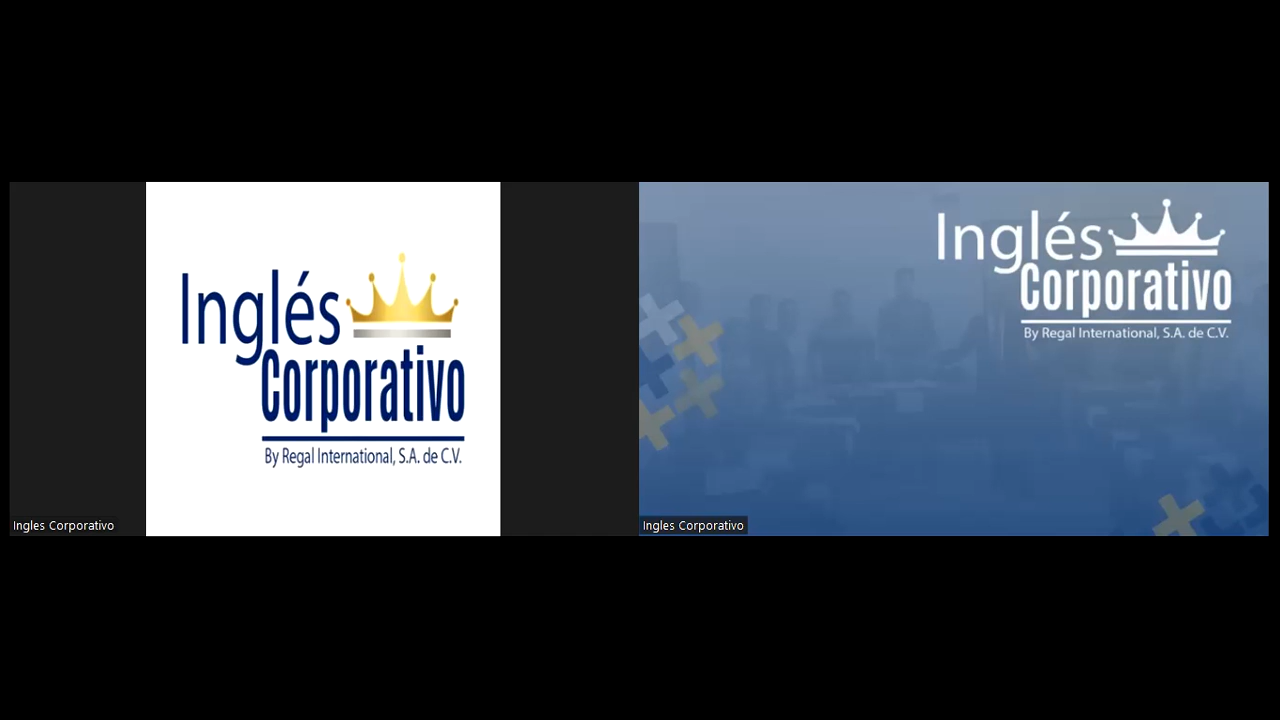 Inglés
Corporativo
By Regal International, S.A. de C.V.
Ingles Corporativo
Inglés
Corporativo
By Regal International, S.A. de C.V.
Ingles Corporativo